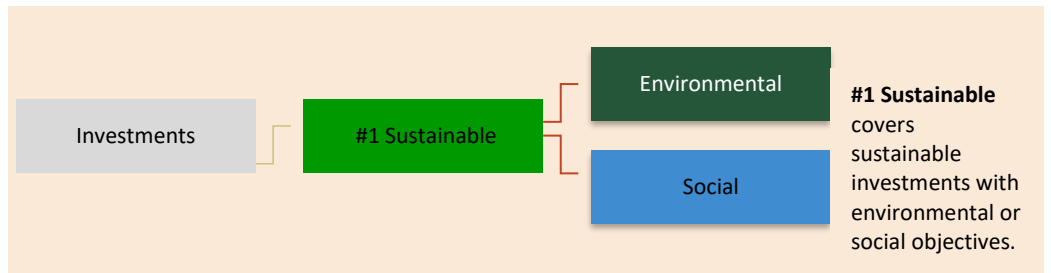 Investments
#1 Sustainable
Environmental
Social
#1 Sustainable
covers
sustainable
investments with
environmental or
social objectives.